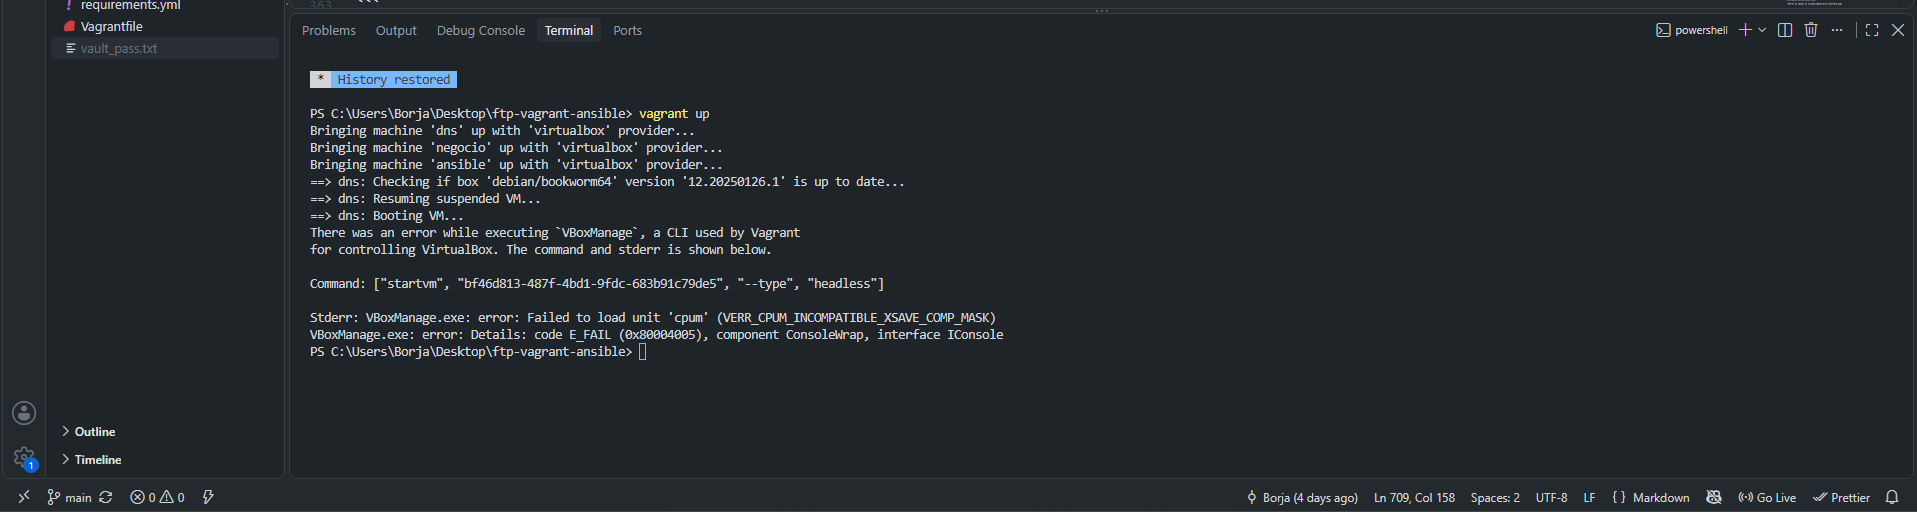 requirements.yml
Vagrantfile
vault_pass.txt
Outline
Timeline
363
Problems Output Debug Console Terminal Ports
powershell
* History restored
PS C:\Users\Borja\Desktop\ftp-vagrant-ansible> vagrant up
Bringing machine 'dns' up with 'virtualbox' provider...
Bringing machine 'negocio' up with 'virtualbox' provider...
Bringing machine 'ansible' up with 'virtualbox' provider...
==> dns: Checking if box 'debian/bookworm64' version '12.20250126.1' is up to date...
==> dns: Resuming suspended VM...
==> dns: Booting VM...
There was an error while executing `VBoxManage`, a CLI used by Vagrant
for controlling VirtualBox. The command and stderr is shown below.
Command: ["startvm", "bf46d813-487f-4bd1-9fdc-683b91c79de5", "--type", "headless"]
Stderr: VBoxManage.exe: error: Failed to load unit 'cpum' (VERR_CPUM_INCOMPATIBLE_XSAVE_COMP_MASK)
VBoxManage.exe: error: Details: code E_FAIL (0x80004005), component ConsoleWrap, interface IConsole
PS C:\Users\Borja\Desktop\ftp-vagrant-ansible>
1
main 0 0 Borja (4 days ago) Ln 709, Col 158 Spaces: 2 UTF-8 LF { } Markdown Go Live Prettier